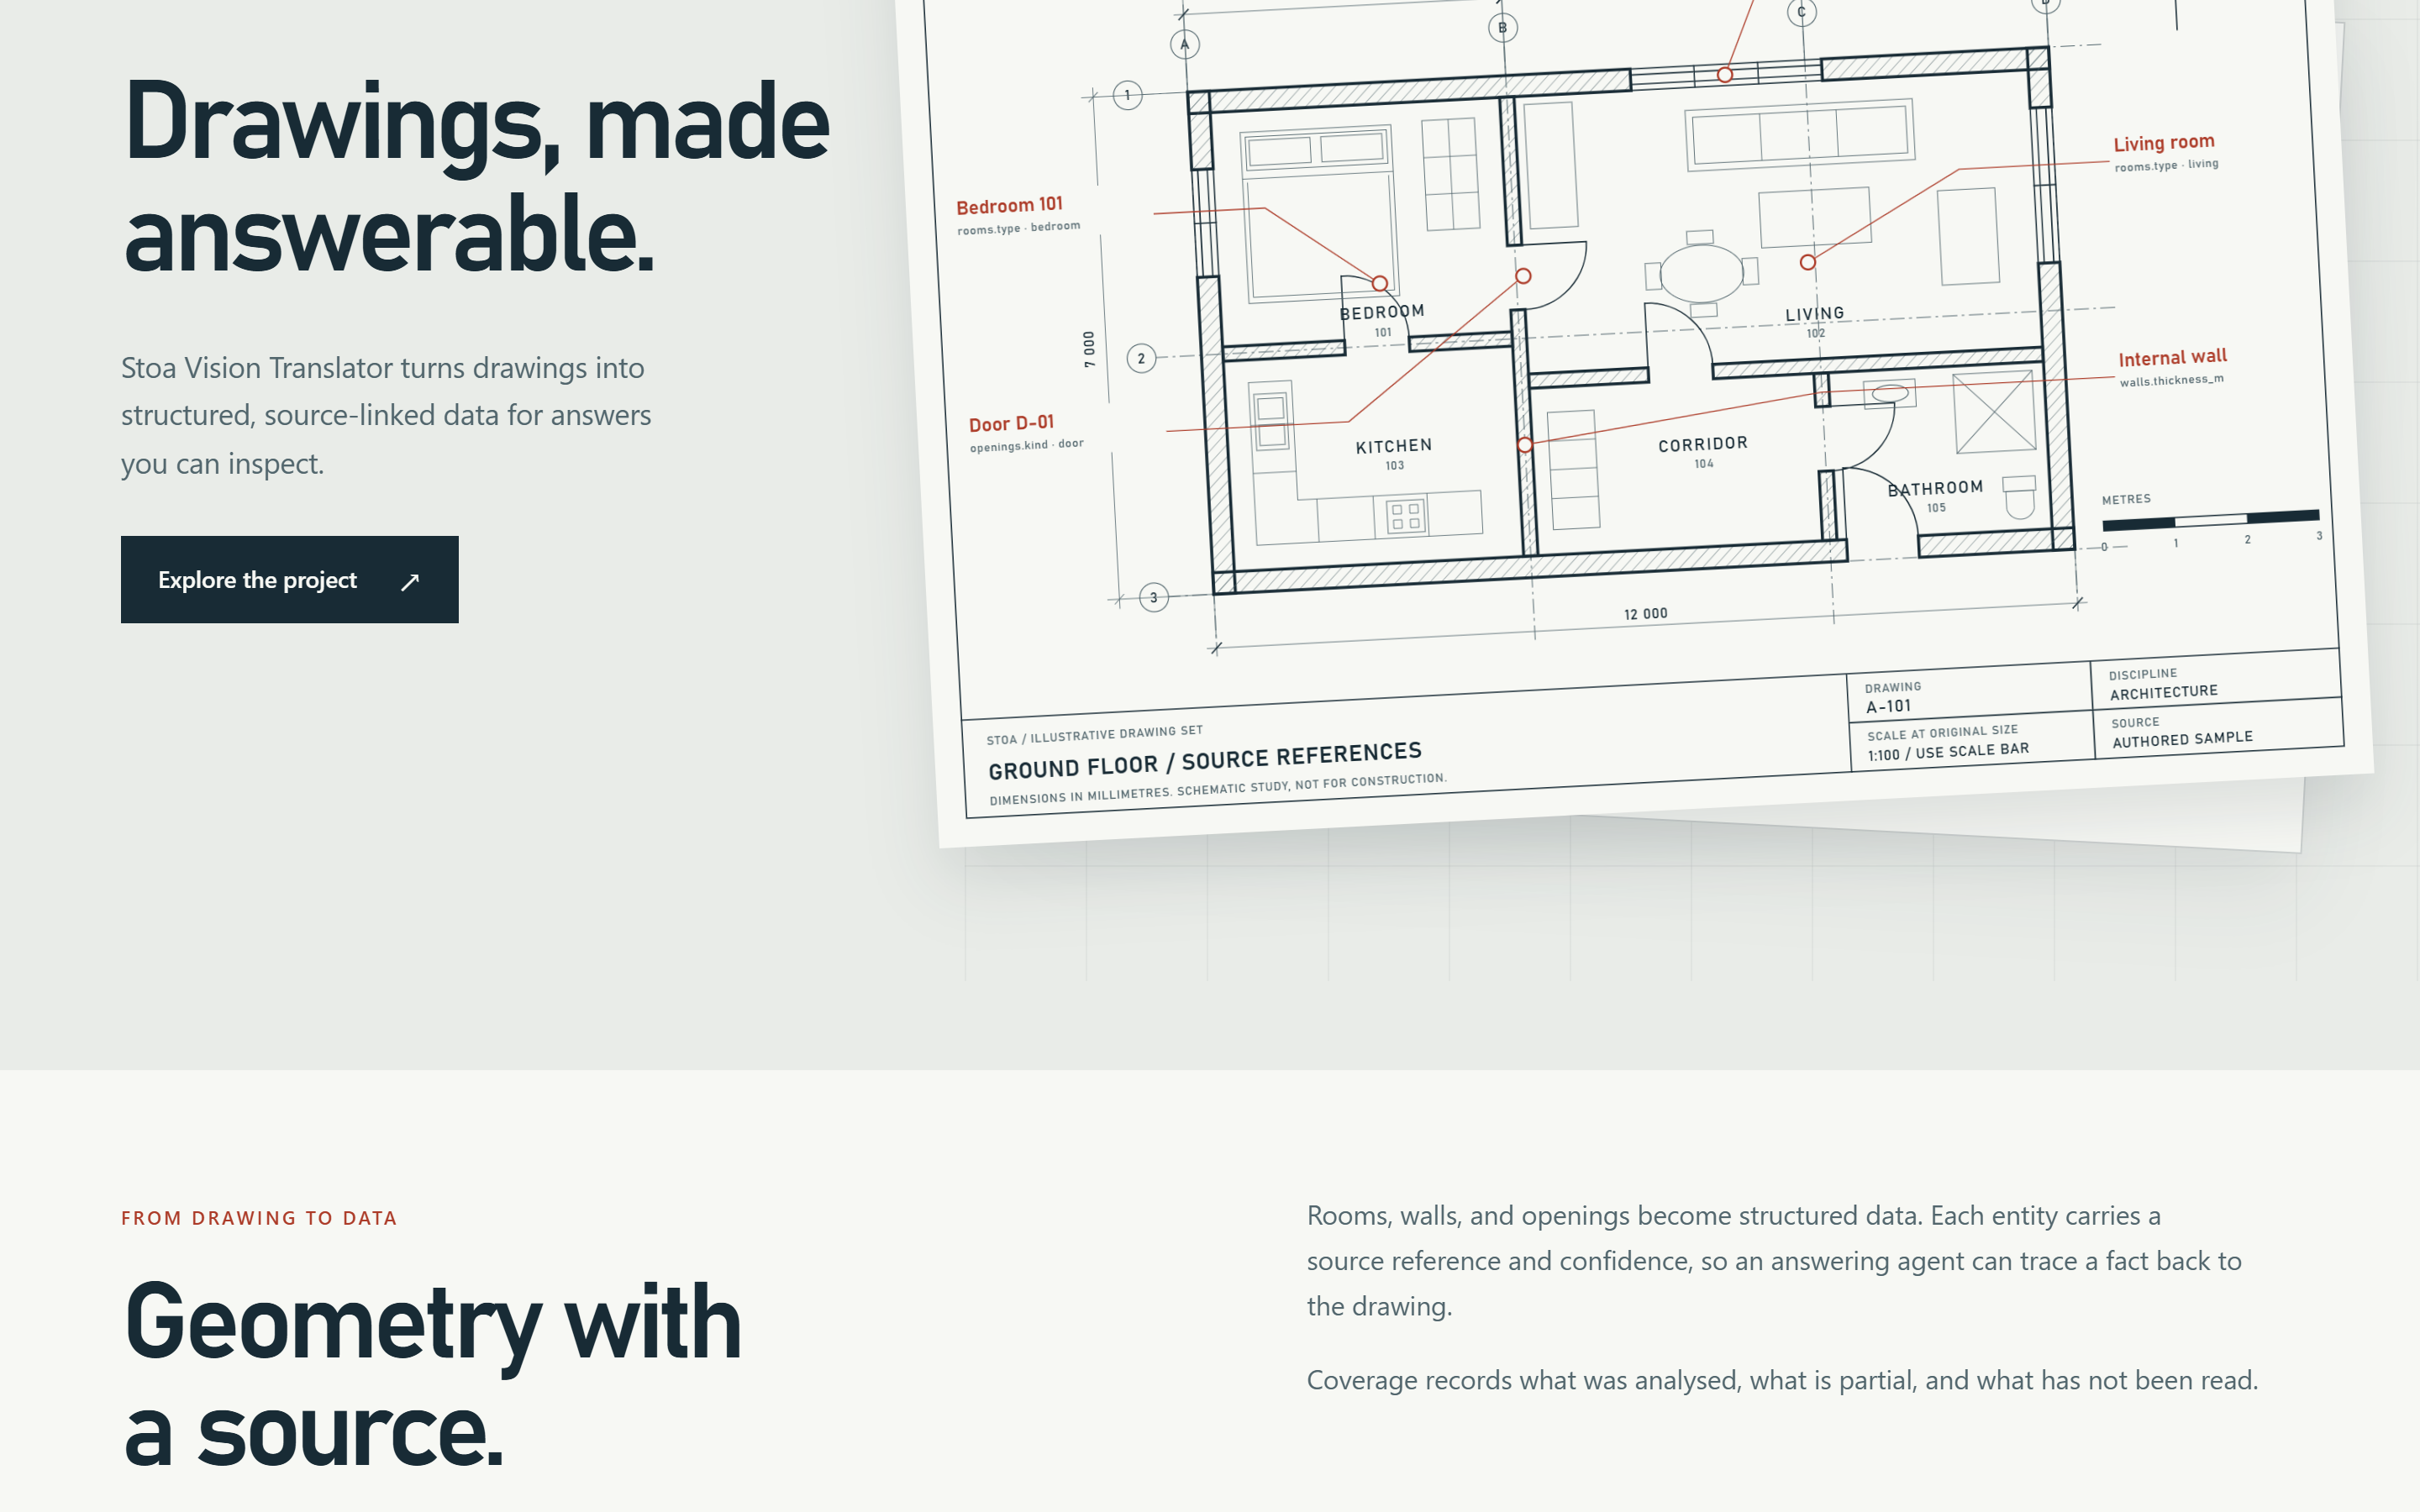 Drawings, made
answerable.
Stoa Vision Translator turns drawings into
structured, source-linked data for answers
you can inspect.
Explore the project ↗
A
B
C
1
2
3
Bedroom 101
rooms.type · bedroom
Door D-01
openings.kind · door
Living room
rooms.type · living
Internal wall
walls.thickness_m
7 000
BEDROOM
101
LIVING
102
KITCHEN
103
CORRIDOR
104
BATHROOM
105
METRES
0 1 2 3
12 000
STOA / ILLUSTRATIVE DRAWING SET
GROUND FLOOR / SOURCE REFERENCES
DIMENSIONS IN MILLIMETRES. SCHEMATIC STUDY, NOT FOR CONSTRUCTION.
DRAWING
A-101
SCALE AT ORIGINAL SIZE
1:100 / USE SCALE BAR
DISCIPLINE
ARCHITECTURE
SOURCE
AUTHORED SAMPLE
FROM DRAWING TO DATA
Geometry with
a source.
Rooms, walls, and openings become structured data. Each entity carries a
source reference and confidence, so an answering agent can trace a fact back to
the drawing.
Coverage records what was analysed, what is partial, and what has not been read.